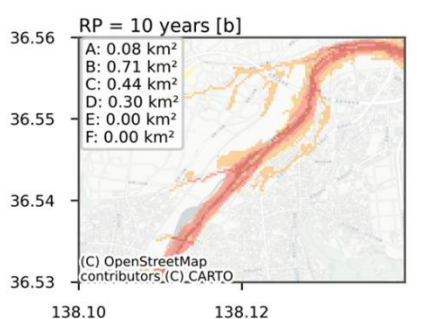 RP = 10 years [b]
36.56
A: 0.08 km²
B: 0.71 km²
C: 0.44 km²
D: 0.30 km²
E: 0.00 km²
F: 0.00 km²
36.55
36.54
(C) OpenStreetMap
contributors (C) CARTO
36.53
138.10
138.12